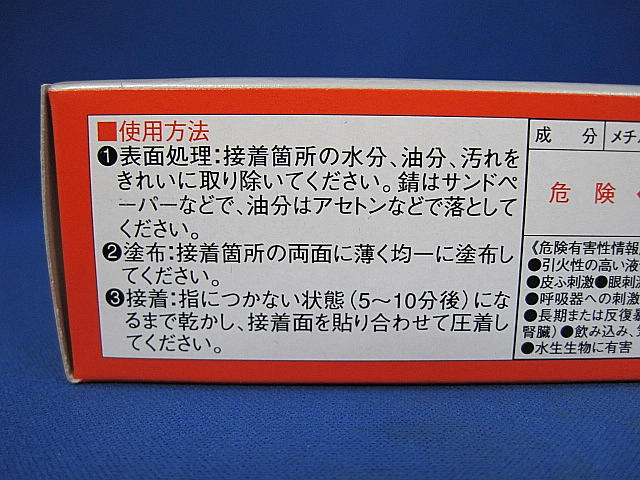 ■使用方法
❶表面処理:接着箇所の水分、油分、汚れを
きれいに取り除いてください。錆はサンドペ
ーパーなどで、油分はアセトンなどで落として
ください。
❷塗布:接着箇所の両面に薄く均一に塗布し
てください。
❸接着:指につかない状態(5〜10分後)にな
るまで乾かし、接着面を貼り合わせて圧着し
てください。
成 分 メチ
危 険
《危険有害性情報
●引火性の高い液
●皮ふ刺激●眼刺
●呼吸器への刺激
●長期または反復
腎臓)●飲み込み、
●水生生物に有害